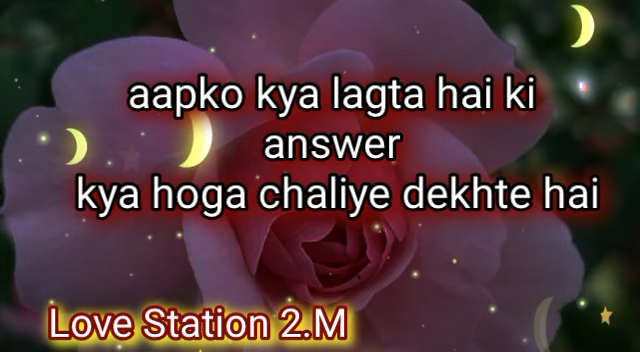 aapko kya lagta hai ki
answer
kya hoga chaliye dekhte hai
Love Station 2.M